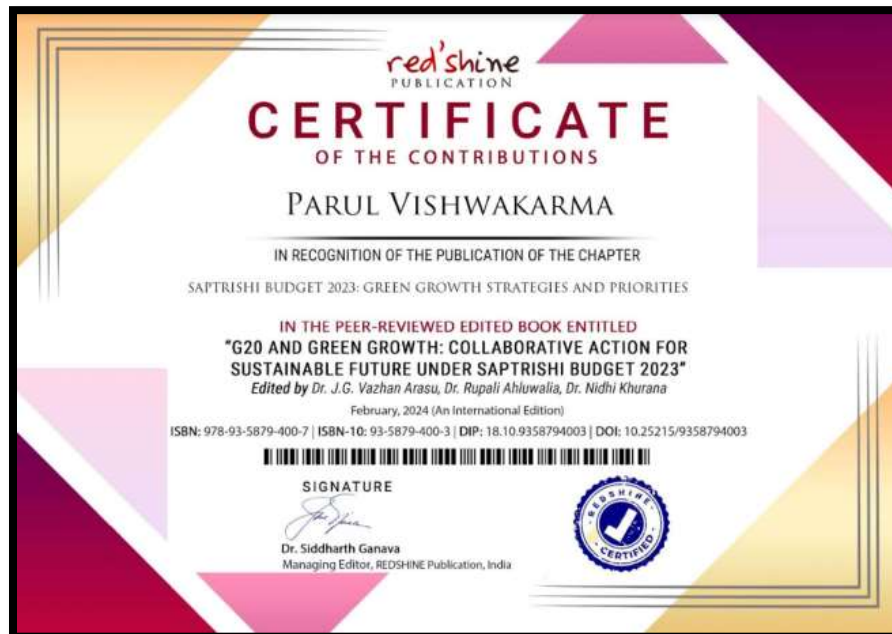 red'shine
PUBLICATION
CERTIFICATE
OF THE CONTRIBUTIONS
PARUL VISHWAKARMA
IN RECOGNITION OF THE PUBLICATION OF THE CHAPTER
SAPTRISHI BUDGET 2023: GREEN GROWTH STRATEGIES AND PRIORITIES
IN THE PEER-REVIEWED EDITED BOOK ENTITLED
"G20 AND GREEN GROWTH: COLLABORATIVE ACTION FOR
SUSTAINABLE FUTURE UNDER SAPTRISHI BUDGET 2023"
Edited by Dr. J.G. Vazhan Arasu, Dr. Rupali Ahluwalia, Dr. Nidhi Khurana
February, 2024 (An International Edition)
ISBN: 978-93-5879-400-7 | ISBN-10: 93-5879-400-3 | DIP: 18.10.9358794003 | DOI: 10.25215/9358794003
SIGNATURE
Dr. Siddharth Ganava
Managing Editor, REDSHINE Publication, India
REDSHINE
CERTIFIED